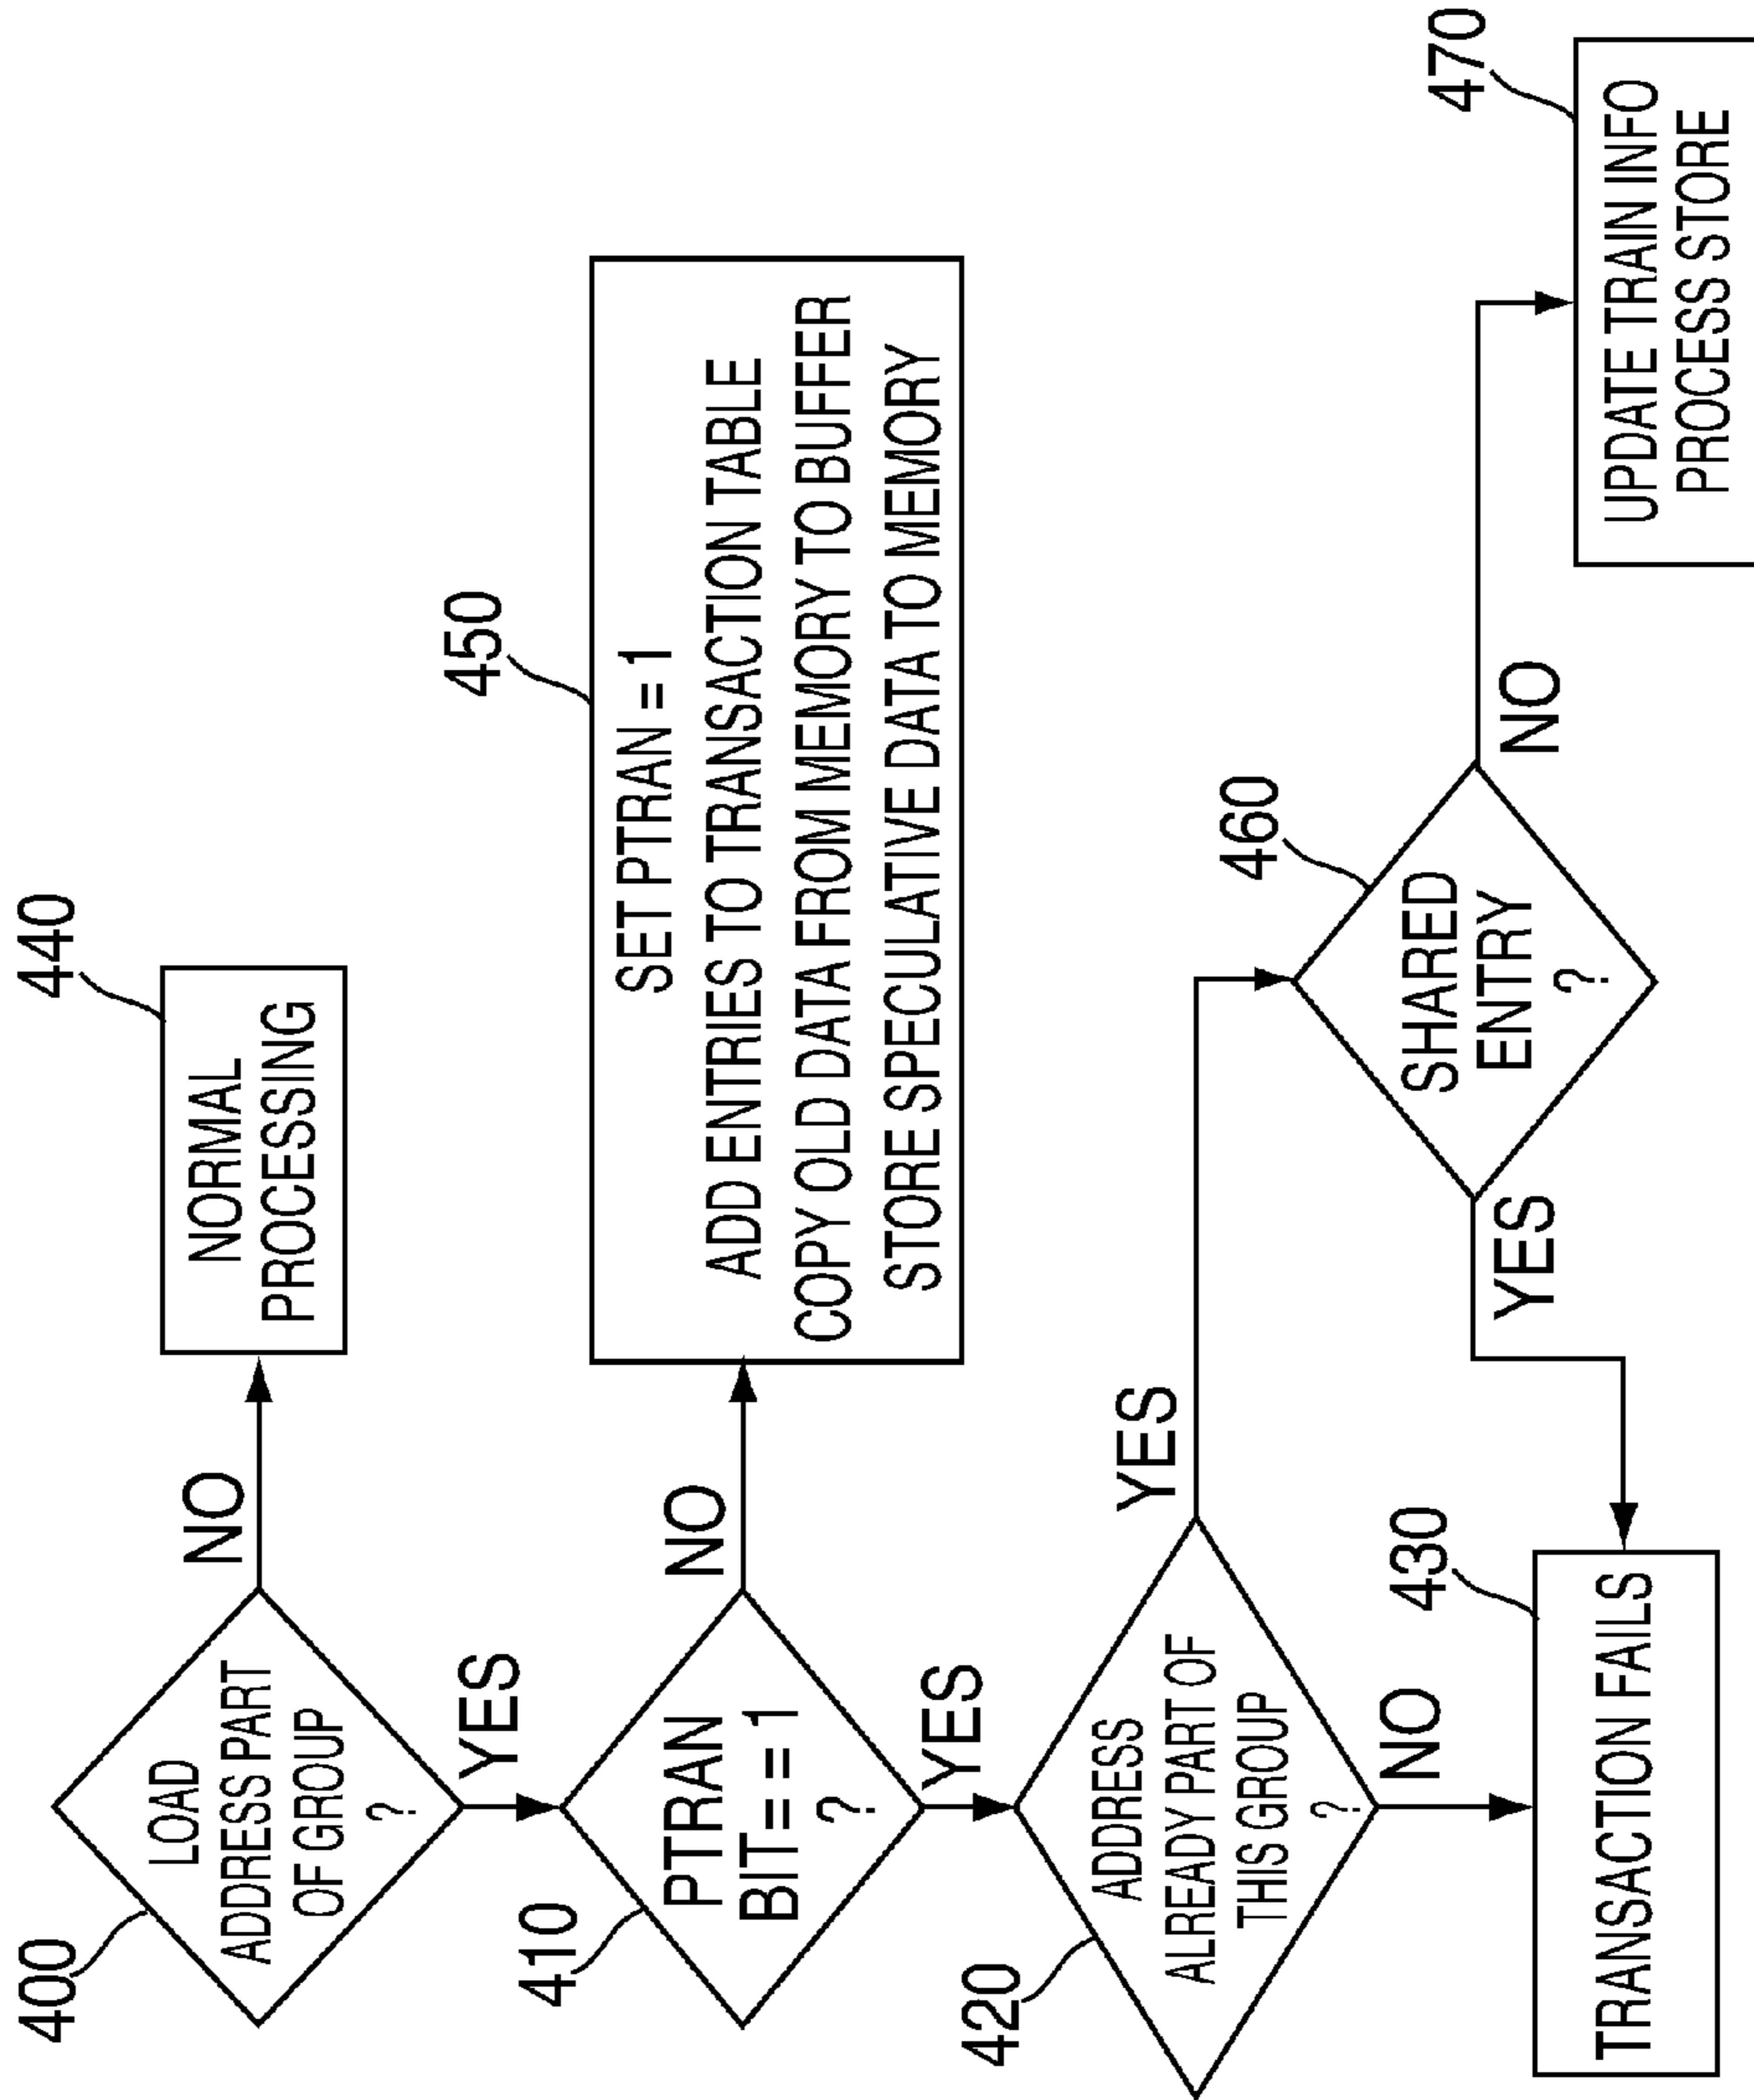 400
LOAD
ADDRESS PART
OF GROUP
?
NO
440
NORMAL
PROCESSING
YES
410
PTRAN
BIT = = 1
?
NO
450
SET PTRAN = 1
ADD ENTRIES TO TRANSACTION TABLE
COPY OLD DATA FROM MEMORY TO BUFFER
STORE SPECULATIVE DATA TO MEMORY
YES
420
ADDRESS
ALREADY PART OF
THIS GROUP
?
YES
460
SHARED
ENTRY
?
NO
470
UPDATE TRAIN INFO
PROCESS STORE
YES
NO
430
TRANSACTION FAILS